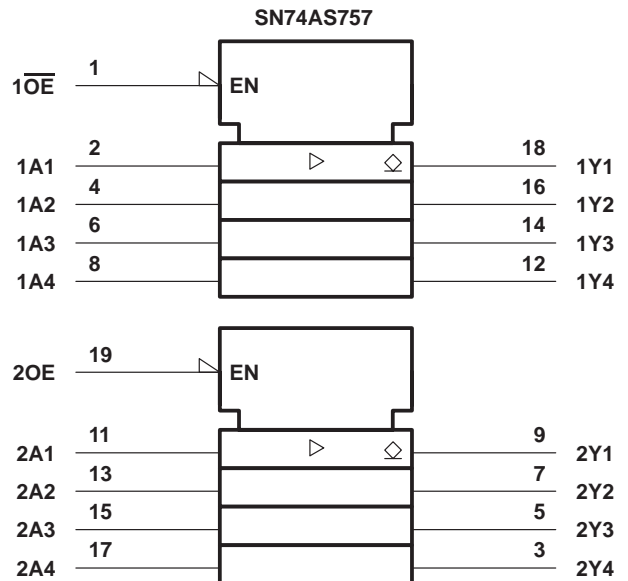 SN74AS757
1O̅E̅ 1 EN
1A1 2 18 1Y1
1A2 4 16 1Y2
1A3 6 14 1Y3
1A4 8 12 1Y4
2OE 19 EN
2A1 11 9 2Y1
2A2 13 7 2Y2
2A3 15 5 2Y3
2A4 17 3 2Y4